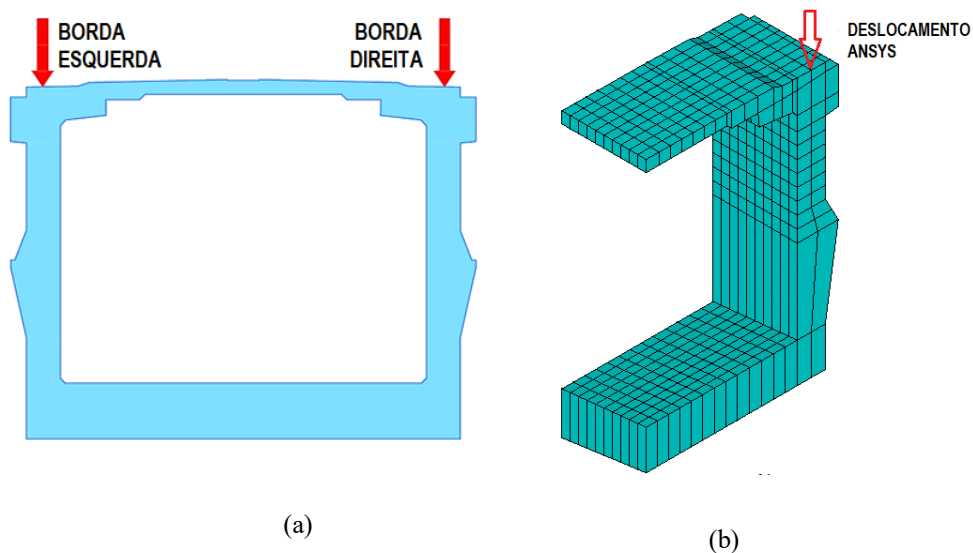 BORDA
ESQUERDA
BORDA
DIREITA
DESLOCAMENTO
ANSYS
(a)
(b)